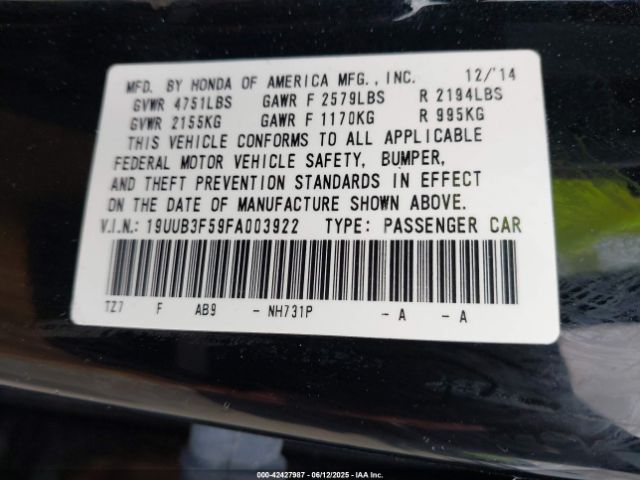 MFD. BY HONDA OF AMERICA MFG., INC. 12/'14
GVWR 4751LBS GAWR F 2579LBS R 2194LBS
GVWR 2155KG GAWR F 1170KG R 995KG
THIS VEHICLE CONFORMS TO ALL APPLICABLE
FEDERAL MOTOR VEHICLE SAFETY, BUMPER,
AND THEFT PREVENTION STANDARDS IN EFFECT
ON THE DATE OF MANUFACTURE SHOWN ABOVE.
V.I.N.: 19UUB3F59FA003922 TYPE: PASSENGER CAR
TZ7 F AB9 - NH731P - A - A
000-42427987 - 06/12/2025 - IAA Inc.